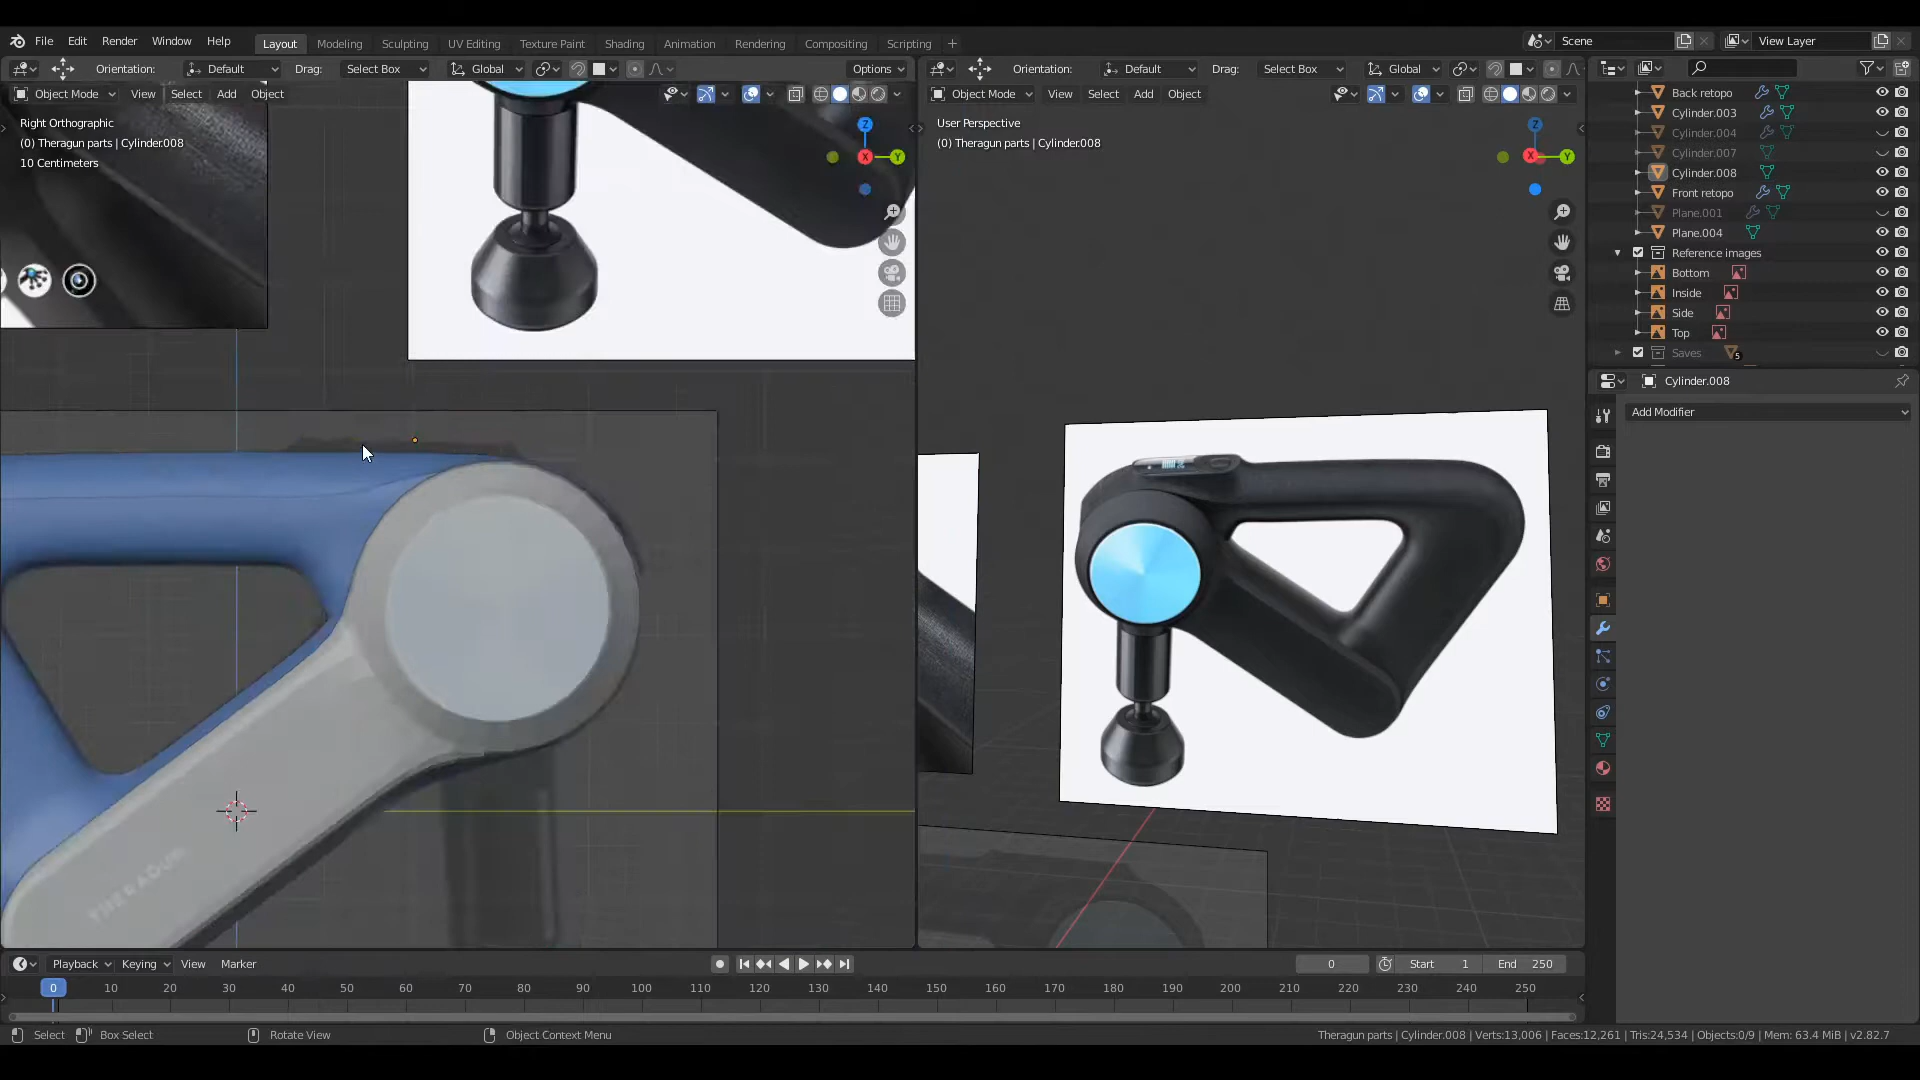 File Edit Render Window Help Layout Modeling Sculpting UV Editing Texture Paint Shading Animation Rendering Compositing Scripting + Scene View Layer
Orientation: Default Drag: Select Box Global Options
Orientation: Default Drag: Select Box Global
Object Mode View Select Add Object
Object Mode View Select Add Object
Right Orthographic
(0) Theragun parts | Cylinder.008
10 Centimeters
Z
X
Y
User Perspective
(0) Theragun parts | Cylinder.008
Z
X
Y
THERAGUN
Back retopo
Cylinder.003
Cylinder.004
Cylinder.007
Cylinder.008
Front retopo
Plane.001
Plane.004
Reference images
Bottom
Inside
Side
Top
Saves 5
Cylinder.008
Add Modifier
Playback Keying View Marker 0 Start 1 End 250
0 10 20 30 40 50 60 70 80 90 100 110 120 130 140 150 160 170 180 190 200 210 220 230 240 250
Select Box Select Rotate View Object Context Menu Theragun parts | Cylinder.008 | Verts:13,006 | Faces:12,261 | Tris:24,534 | Objects:0/9 | Mem: 63.4 MiB | v2.82.7